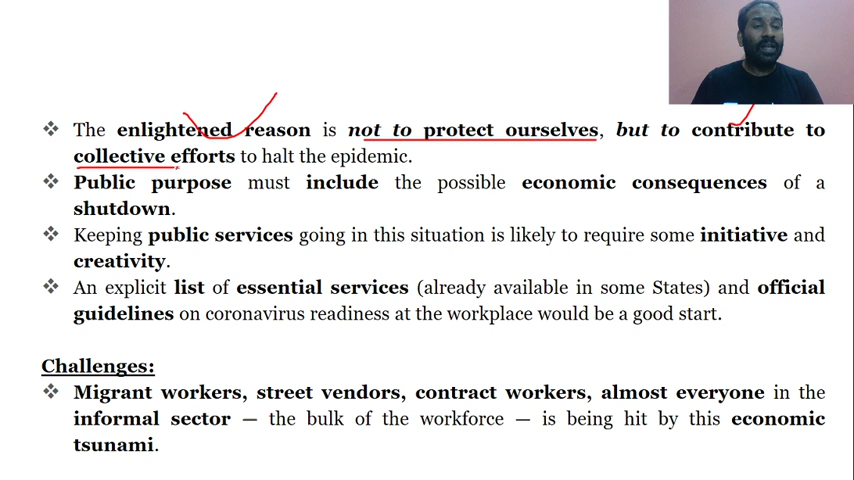 ❖ The enlightened reason is not to protect ourselves, but to contribute to
collective efforts to halt the epidemic.
❖ Public purpose must include the possible economic consequences of a
shutdown.
❖ Keeping public services going in this situation is likely to require some initiative and
creativity.
❖ An explicit list of essential services (already available in some States) and official
guidelines on coronavirus readiness at the workplace would be a good start.
Challenges:
❖ Migrant workers, street vendors, contract workers, almost everyone in the
informal sector — the bulk of the workforce — is being hit by this economic
tsunami.